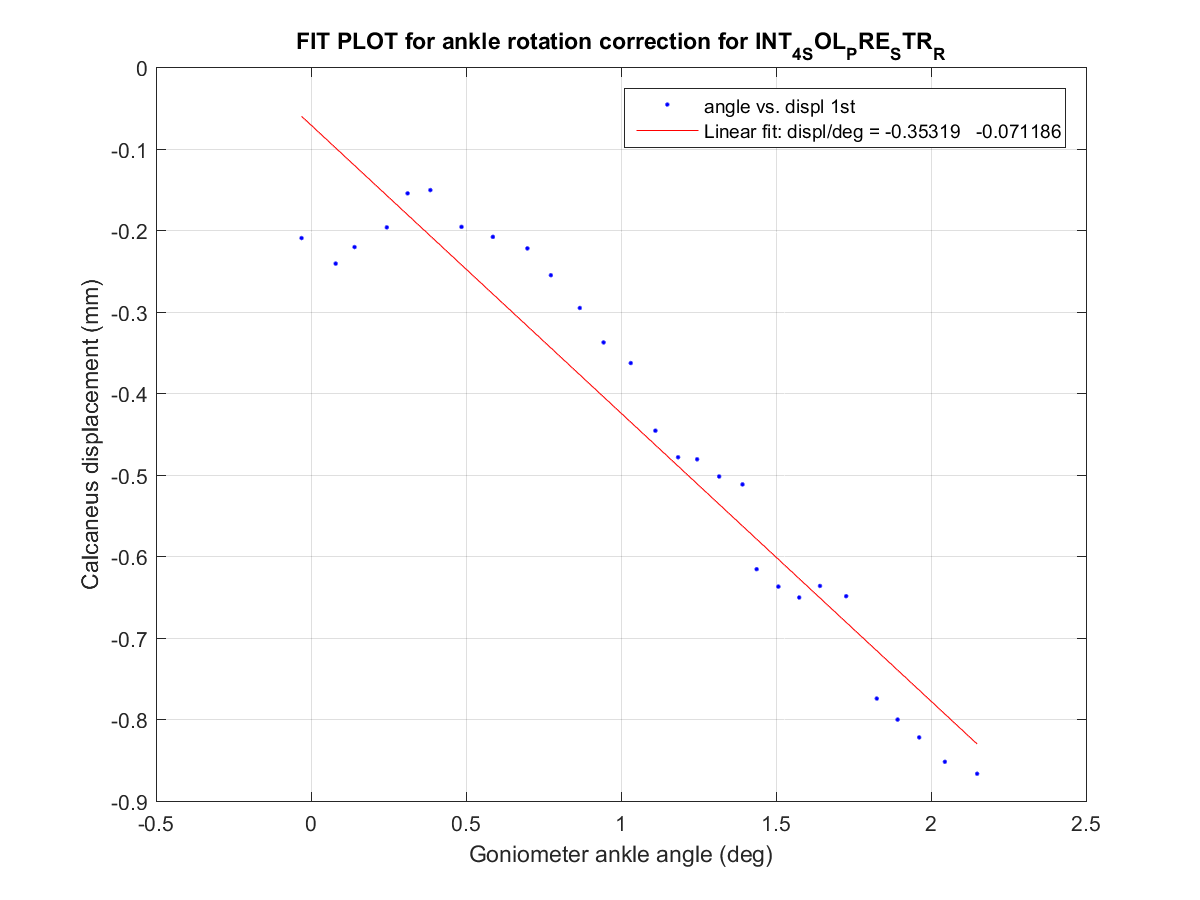 FIT PLOT for ankle rotation correction for INT4SOLPRESTRR
angle vs. displ 1st
Linear fit: displ/deg = -0.35319 -0.071186
0
-0.1
-0.2
-0.3
-0.4
-0.5
-0.6
-0.7
-0.8
-0.9
Calcaneus displacement (mm)
-0.5 0 0.5 1 1.5 2 2.5
Goniometer ankle angle (deg)